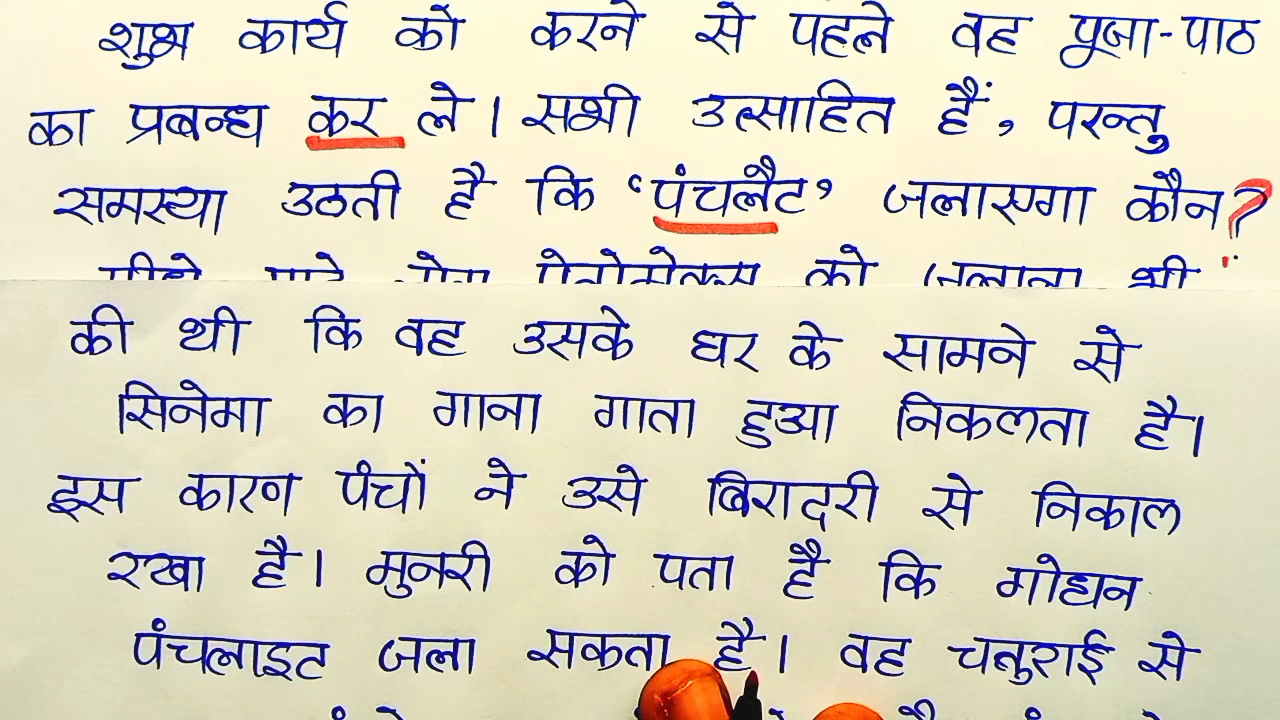 शुभ कार्य को करने से पहले वह पूजा-पाठ
का प्रबन्ध कर ले। सभी उत्साहित हैं, परन्तु
समस्या उठती है कि ‘पंचलैट’ जलाएगा कौन?
को जलाना भी
की थी कि वह उसके घर के सामने से
सिनेमा का गाना गाता हुआ निकलता है।
इस कारण पंचों ने उसे बिरादरी से निकाल
रखा है। मुनरी को पता है कि गोधन
पंचलाइट जला सकता है। वह चतुराई से